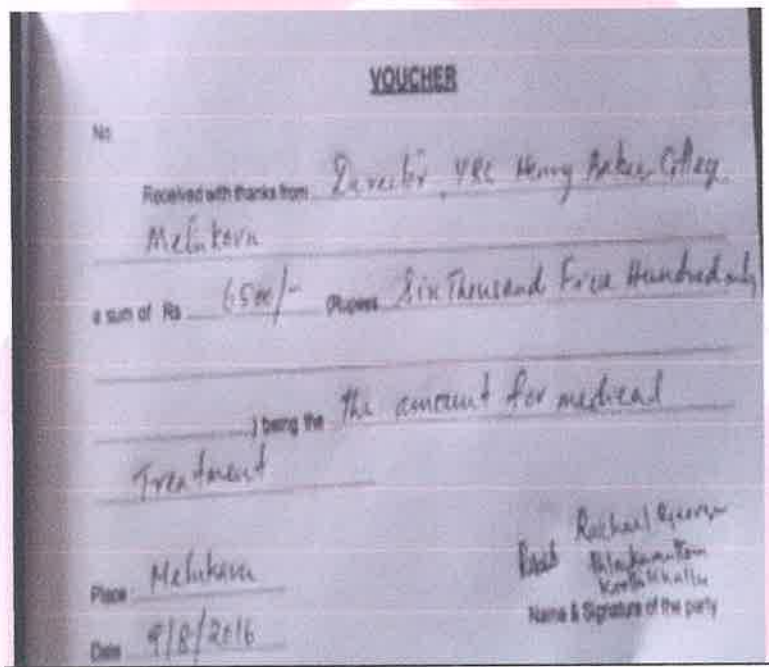 VOUCHER
No
Received with thanks from Director, YRC Henry Baker College
Melukavu
a sum of Rs 6500/- (Rupees Six Thousand Five Hundred only
) being the the amount for medical
Treatment
Rachael George
Place Melukavu
Name & Signature of the party
Date 9/8/2016